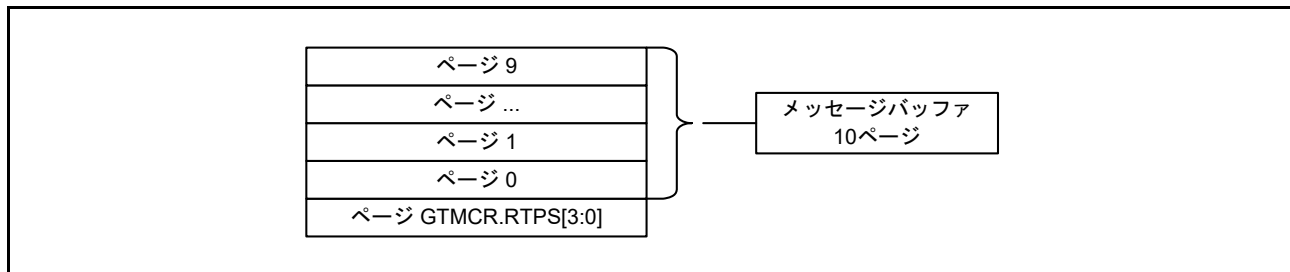 ページ 9
ページ ...
ページ 1
ページ 0
ページ GTMCR.RTPS[3:0]
メッセージバッファ
10ページ